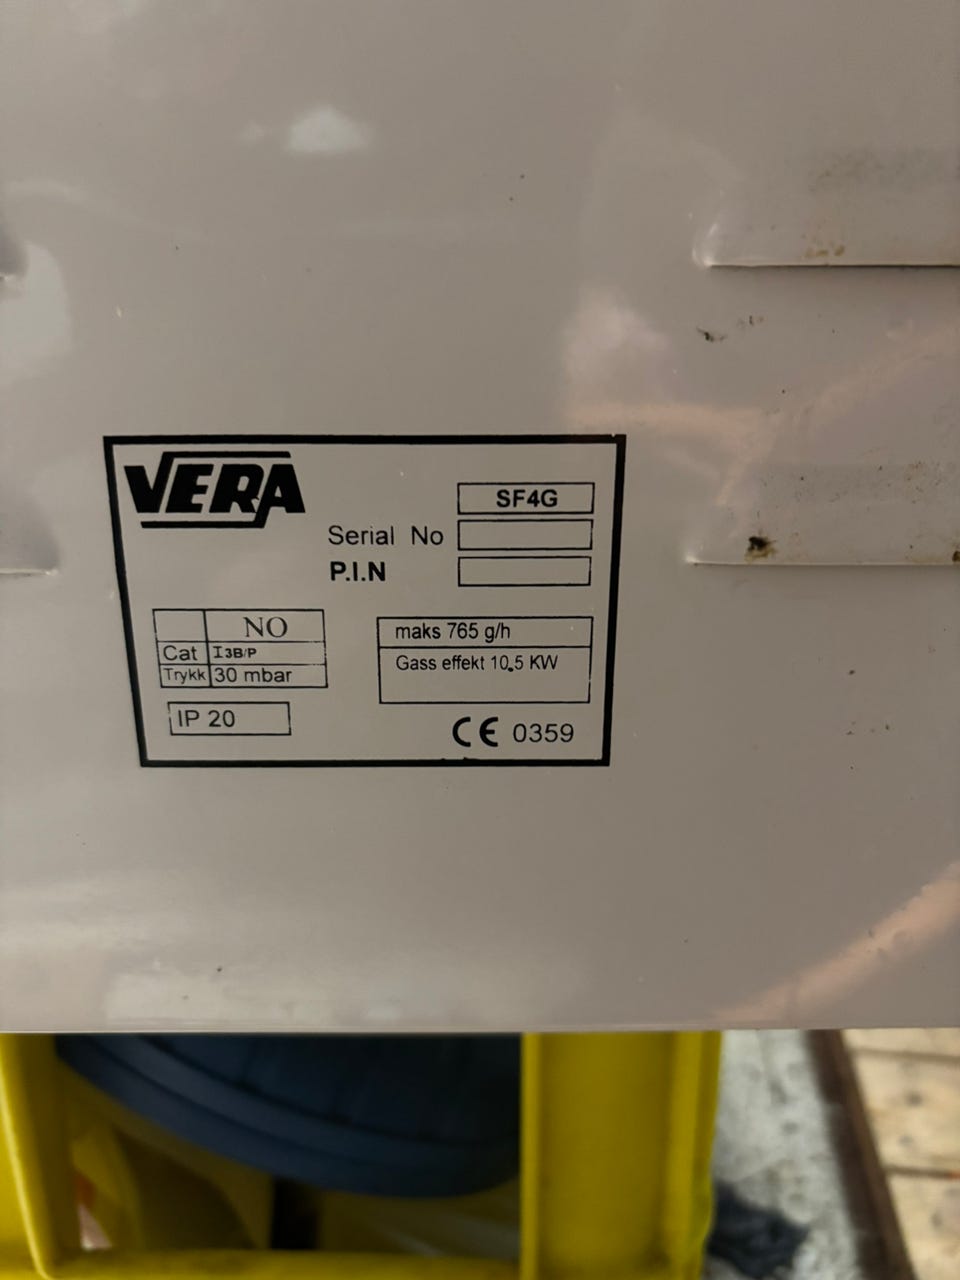 VERA
SF4G
Serial No
P.I.N
NO
Cat I3B/P
Trykk 30 mbar
maks 765 g/h
Gass effekt 10.5 KW
IP 20
CE 0359